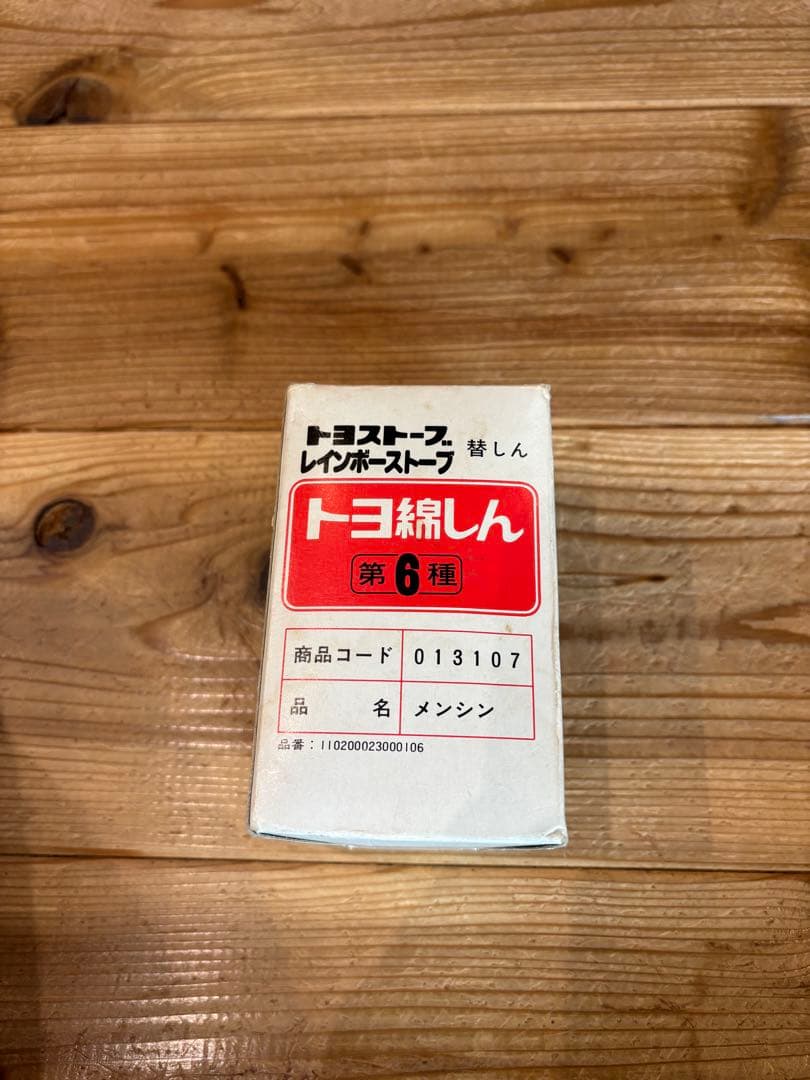 トヨストーブ
レインボーストーブ 替しん
トヨ綿しん
第6種
商品コード 013107
品名 メンシン
品番：110200023000106